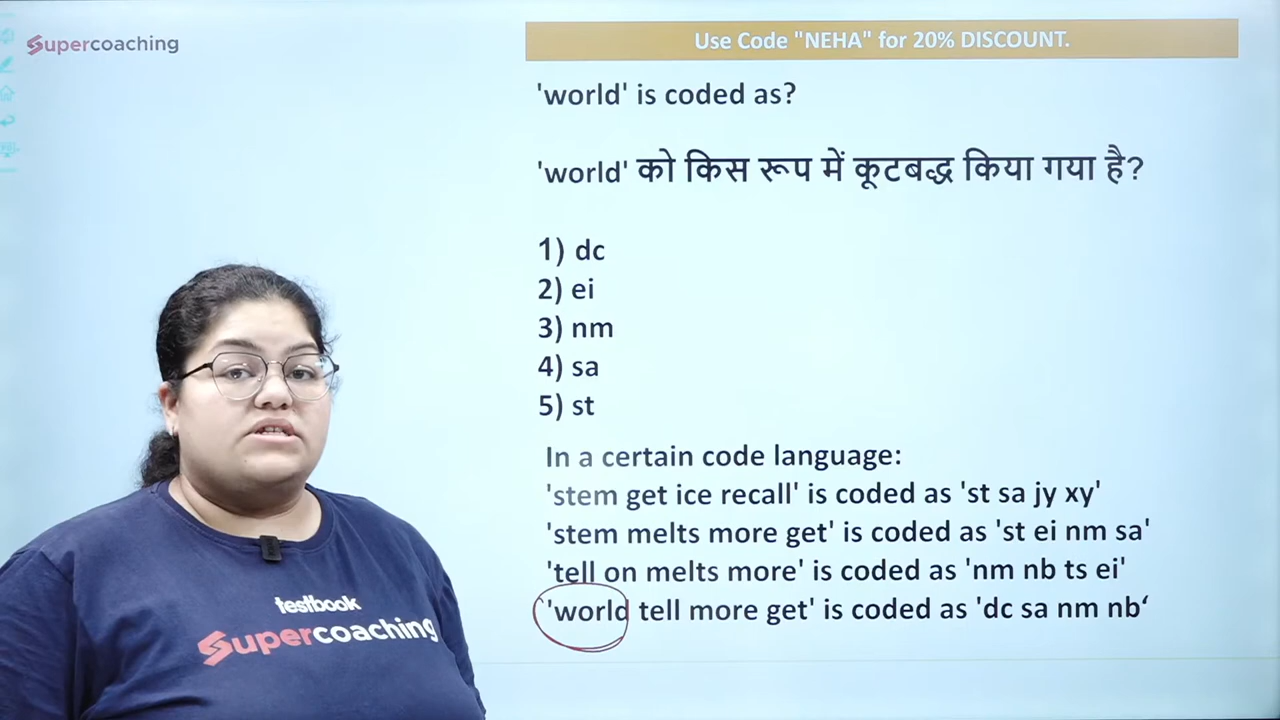 Supercoaching
Use Code "NEHA" for 20% DISCOUNT.
'world' is coded as?
'world' को किस रूप में कूटबद्ध किया गया है?
1) dc
2) ei
3) nm
4) sa
5) st
In a certain code language:
'stem get ice recall' is coded as 'st sa jy xy'
'stem melts more get' is coded as 'st ei nm sa'
'tell on melts more' is coded as 'nm nb ts ei'
'world tell more get' is coded as 'dc sa nm nb‘
testbook
Supercoaching